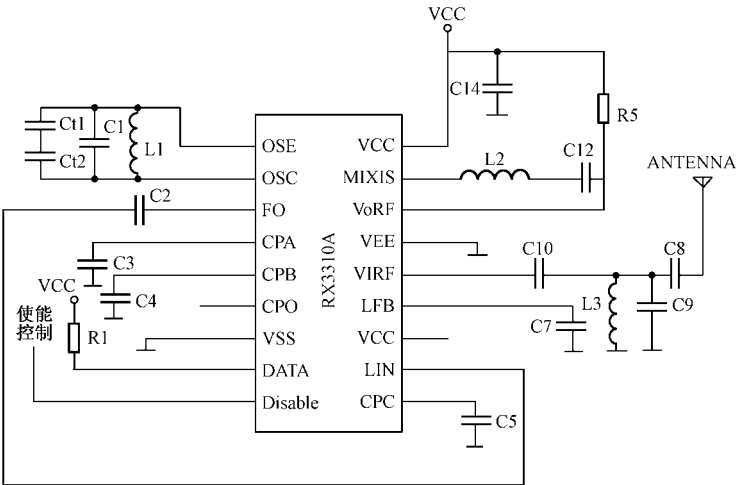 VCC
Ct1
Ct2
C1
L1
C14
R5
OSE
VCC
L2
C12
ANTENNA
OSC
MIXIS
C2
FO
VoRF
CPA
VEE
C3
C10
C8
CPB
VIRF
VCC
C4
RX3310A
CPO
LFB
L3
C9
使能
控制
R1
C7
VSS
VCC
DATA
LIN
Disable
CPC
C5